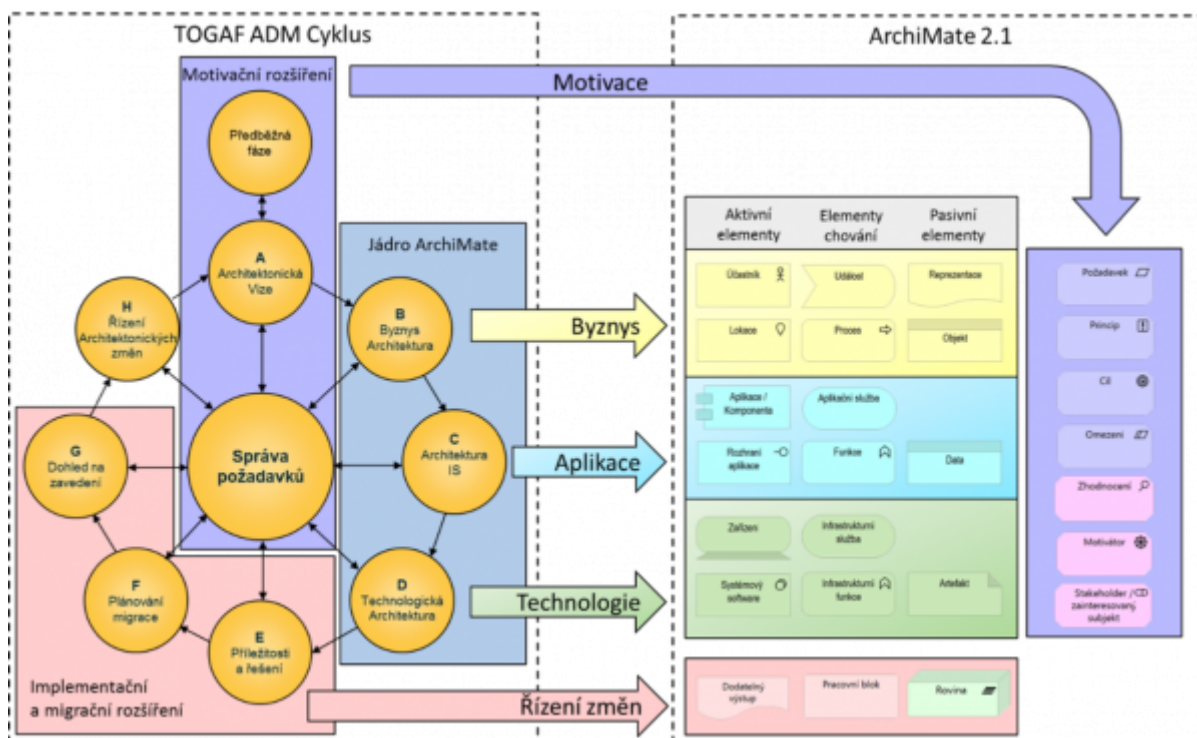 TOGAF ADM Cyklus
ArchiMate 2.1
Motivační rozšíření
Motivace
Předběžná
fáze
A
Architektonická
Vize
Jádro ArchiMate
H
Řízení
Architektonických
změn
B
Byznys
Architektura
Byznys
G
Dohled na
zavedení
Správa
požadavků
C
Architektura
IS
Aplikace
F
Plánování
migrace
D
Technologická
Architektura
Technologie
E
Příležitosti
a řešení
Implementační
a migrační rozšíření
Řízení změn
Aktivní
elementy
Elementy
chování
Pasivní
elementy
Účastník
Událost
Reprezentace
Lokace
Proces
Objekt
Aplikace /
Komponenta
Aplikační služba
Rozhraní
aplikace
Funkce
Data
Zařízen
Infrastrukturní
služba
Systémový
software
Infrastrukturní
funkce
Artefakt
Dodatelný
výstup
Pracovní blok
Rovina
Požadavek
Princip
Cíl
Omezení
Zhodnocení
Motivátor
Stakeholder /
zainteresovaný
subjekt